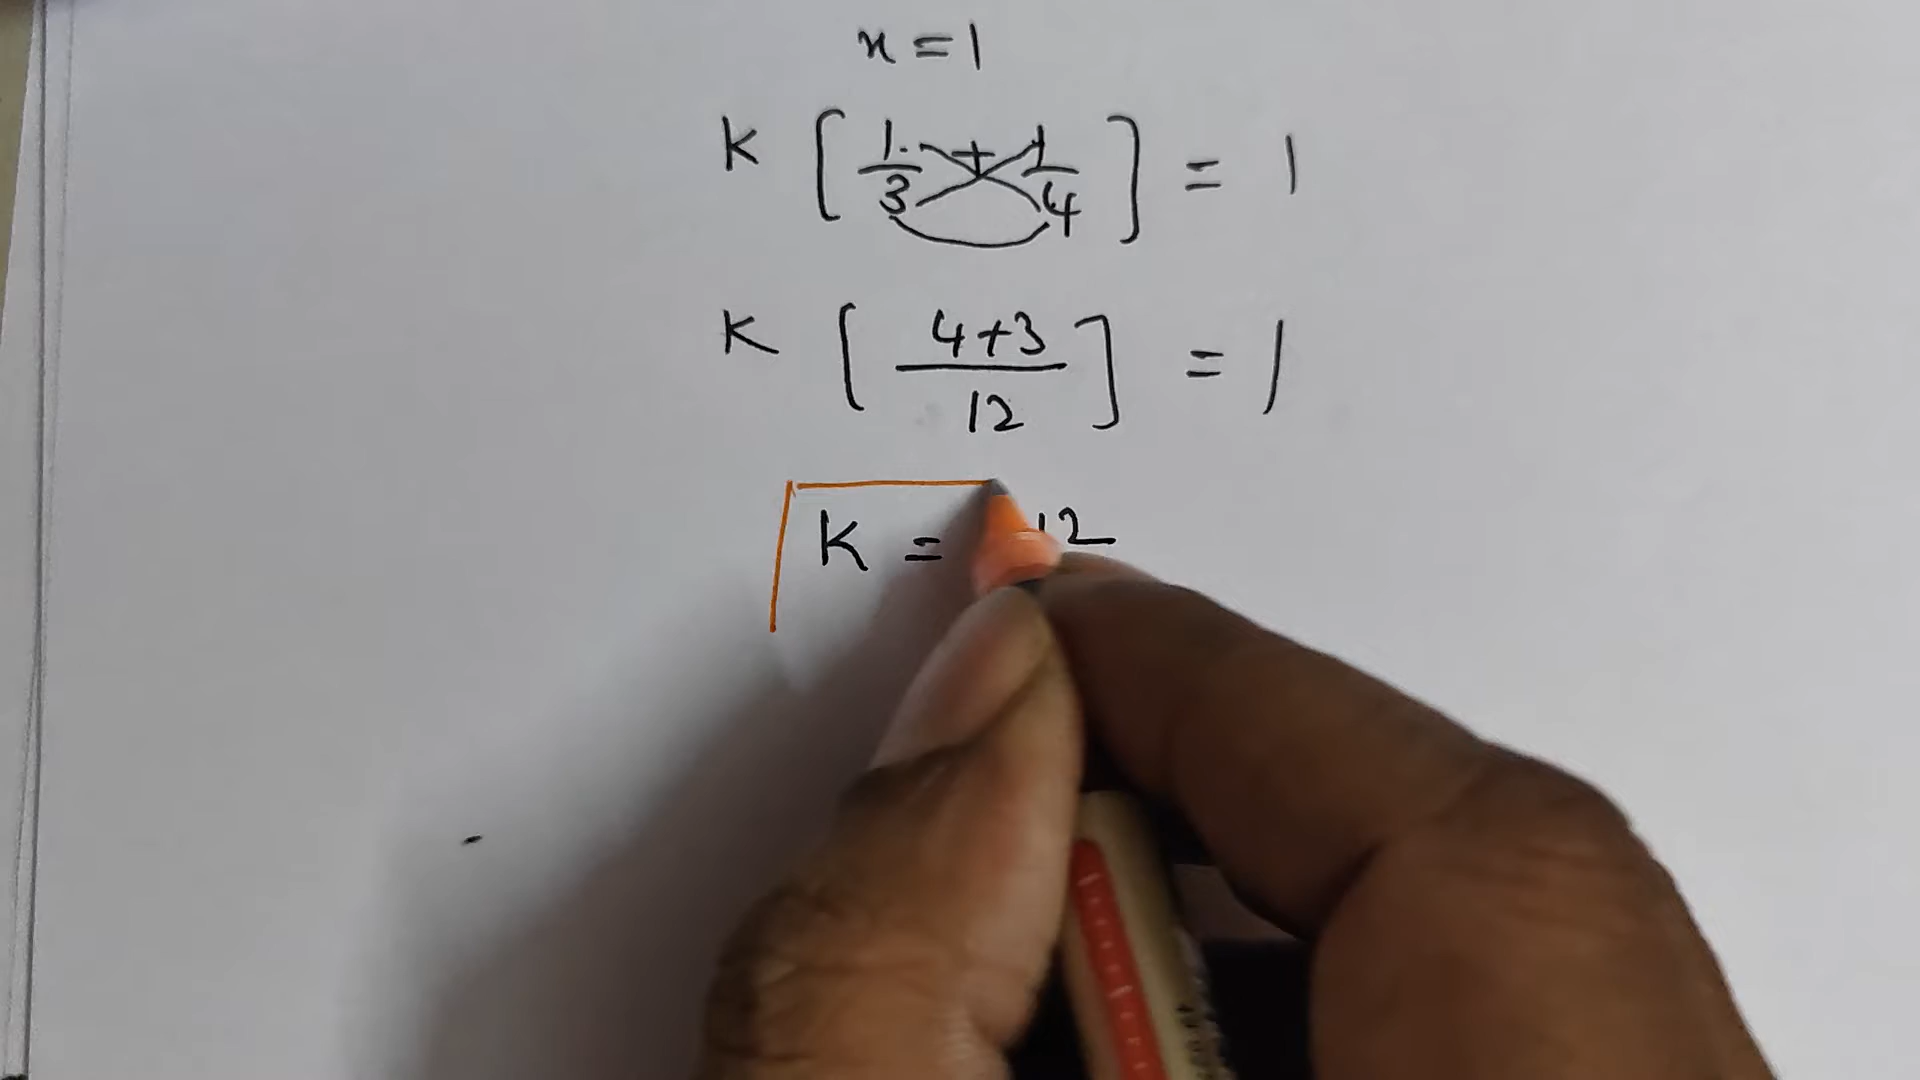 x = 1
K [ 1/3 + 1/4 ] = 1
K [ 4+3/12 ] = 1
K = 12